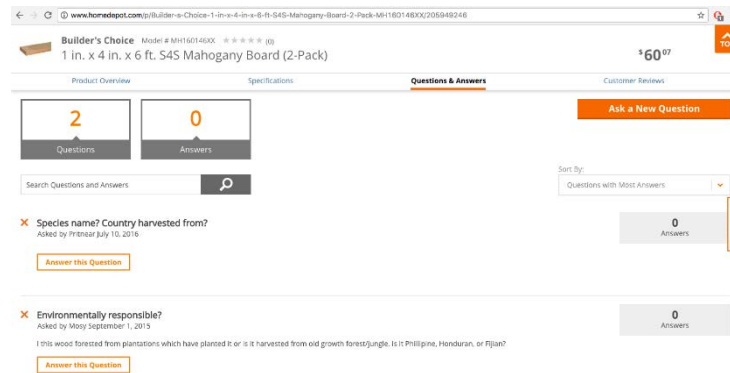 www.homedepot.com/p/Builder-s-Choice-1-in-x-4-in-x-6-ft-S4S-Mahogany-Board-2-Pack-MH160146XX/205949246
Builder's Choice Model # MH160146XX (0)
1 in. x 4 in. x 6 ft. S4S Mahogany Board (2-Pack)
$60 07
TO
Product Overview Specifications Questions & Answers Customer Reviews
2 0
Questions Answers
Ask a New Question
Sort By:
Search Questions and Answers
Questions with Most Answers
Species name? Country harvested from?
Asked by Pritnear July 10, 2016
0
Answers
Answer this Question
Environmentally responsible?
Asked by Mosy September 1, 2015
0
Answers
I this wood forested from plantations which have planted it or is it harvested from old growth forest/jungle. Is it Phillipine, Honduran, or Fijian?
Answer this Question